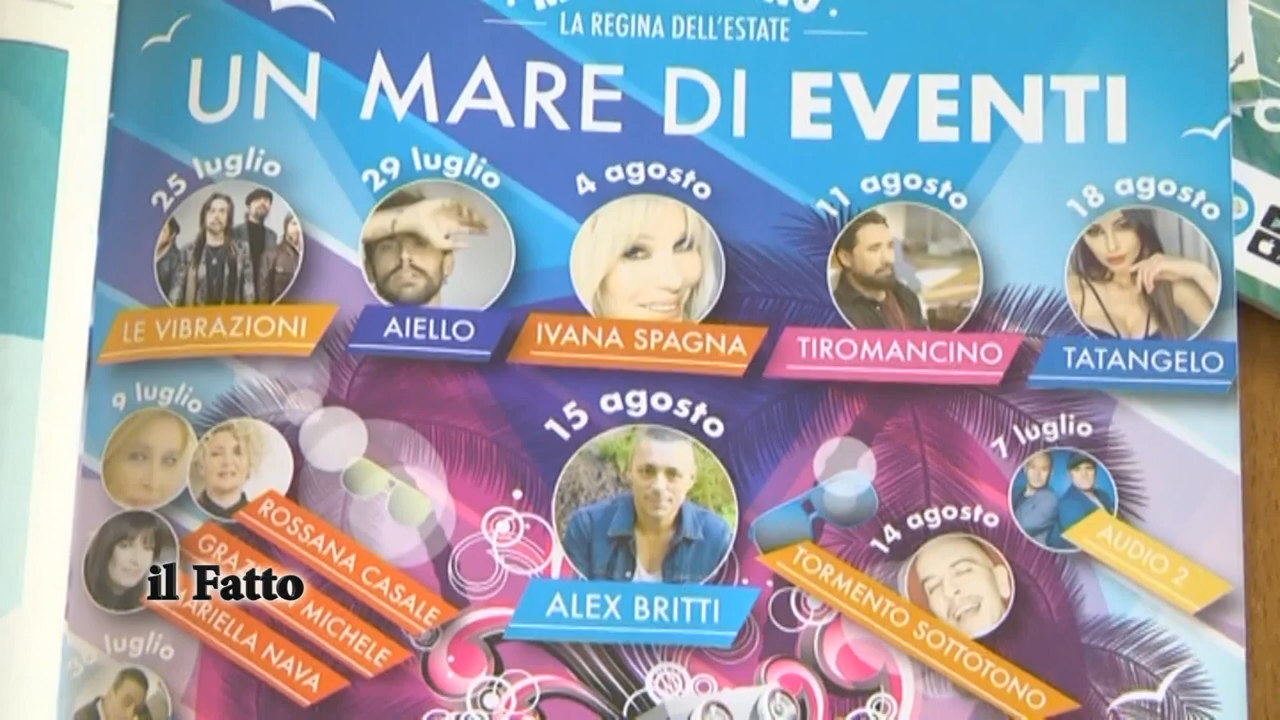 LA REGINA DELL'ESTATE
UN MARE DI EVENTI
25 luglio
29 luglio
4 agosto
11 agosto
18 agosto
LE VIBRAZIONI
AIELLO
IVANA SPAGNA
TIROMANCINO
TATANGELO
9 luglio
15 agosto
7 luglio
ROSSANA CASALE
MICHELE
NAVA
ALEX BRITTI
14 agosto
TORMENTO SOTTOTONO
AUDIO 2
il Fatto
luglio